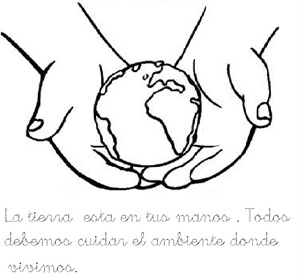 La tierra esta en tus manos . Todos
debemos cuidar el ambiente donde
vivimos.